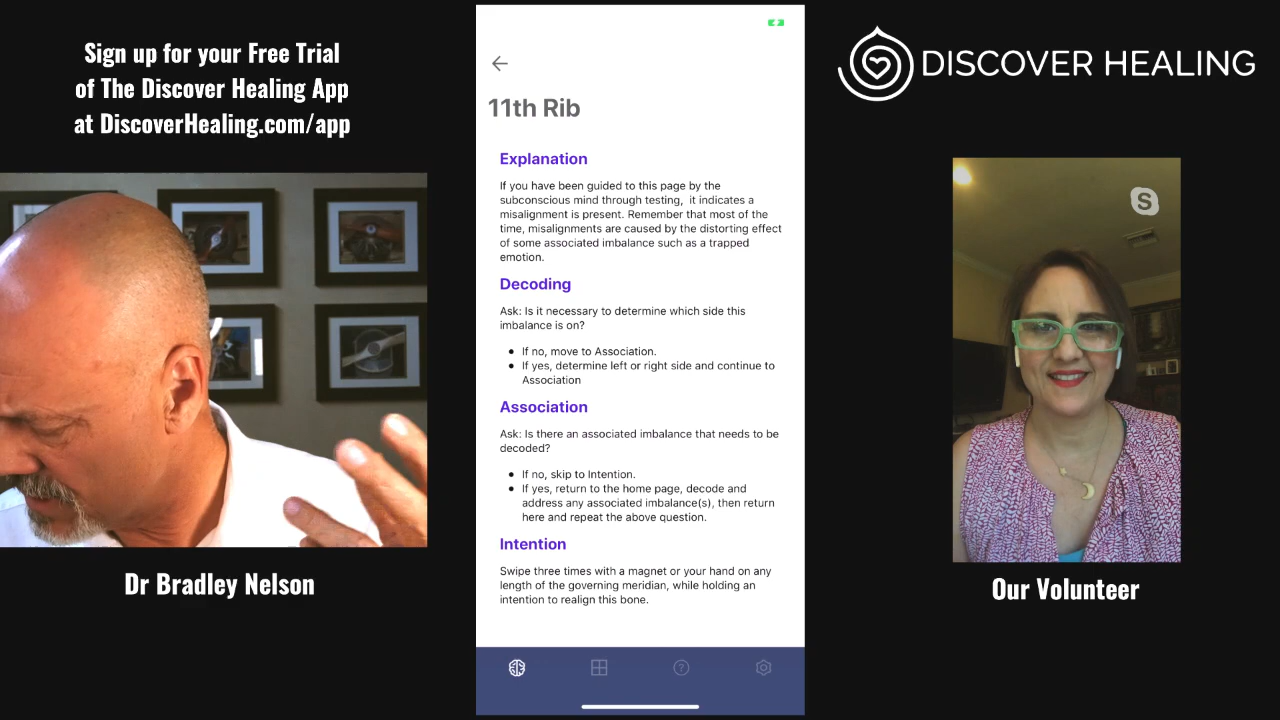 Sign up for your Free Trial
of The Discover Healing App
at DiscoverHealing.com/app
Dr Bradley Nelson
11th Rib
Explanation
If you have been guided to this page by the
subconscious mind through testing,  it indicates a
misalignment is present. Remember that most of the
time, misalignments are caused by the distorting effect
of some associated imbalance such as a trapped
emotion.
Decoding
Ask: Is it necessary to determine which side this
imbalance is on?
• If no, move to Association.
• If yes, determine left or right side and continue to
Association
Association
Ask: Is there an associated imbalance that needs to be
decoded?
• If no, skip to Intention.
• If yes, return to the home page, decode and
address any associated imbalance(s), then return
here and repeat the above question.
Intention
Swipe three times with a magnet or your hand on any
length of the governing meridian, while holding an
intention to realign this bone.
DISCOVER HEALING
S
Our Volunteer